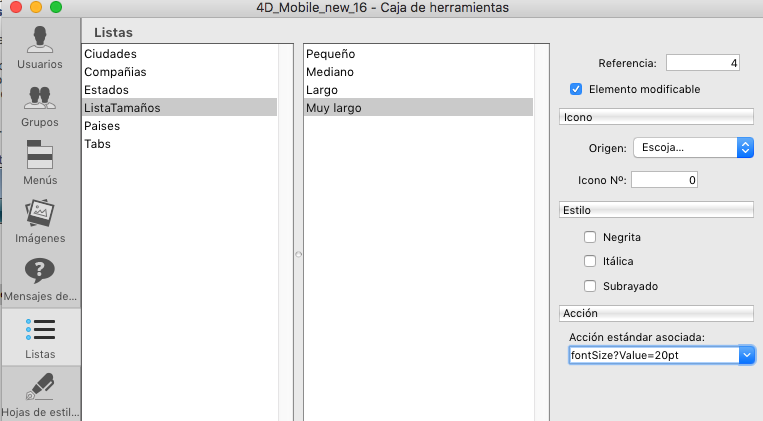 4D_Mobile_new_16 - Caja de herramientas
Usuarios
Grupos
Menús
Imágenes
Mensajes de...
Listas
Hojas de estil...
Listas
Ciudades
Compañias
Estados
ListaTamaños
Paises
Tabs
Pequeño
Mediano
Largo
Muy largo
Referencia: 4
Elemento modificable
Icono
Origen: Escoja...
Icono Nº: 0
Estilo
Negrita
Itálica
Subrayado
Acción
Acción estándar asociada:
fontSize?Value=20pt